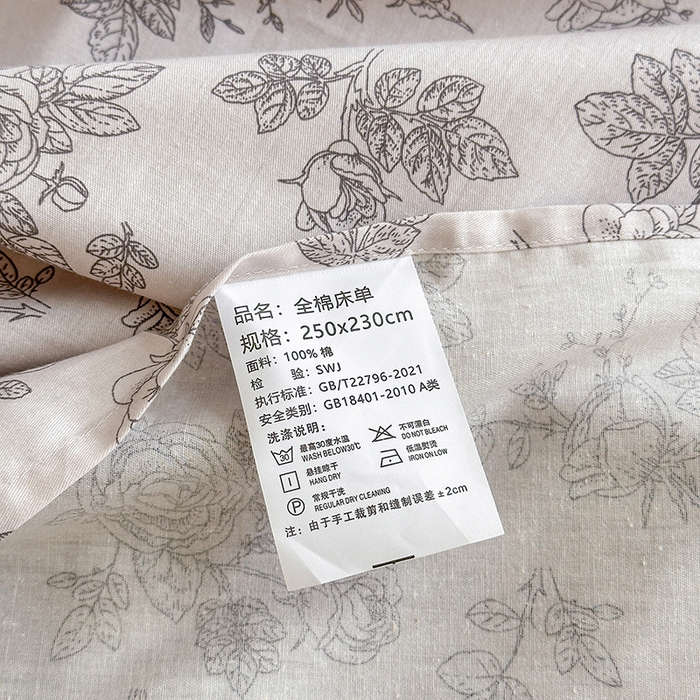 品名：全棉床单
规格：250x230cm
面料：100% 棉
检 验：SWJ
执行标准：GB/T22796-2021
安全类别：GB18401-2010 A类
洗涤说明：
30 最高30度水温 不可漂白
WASH BELOW30℃ DO NOT BLEACH
悬挂晾干 低温熨烫
HANG DRY IRON ON LOW
P 常规干洗
REGULAR DRY CLEANING
注：由于手工裁剪和缝制误差±2cm